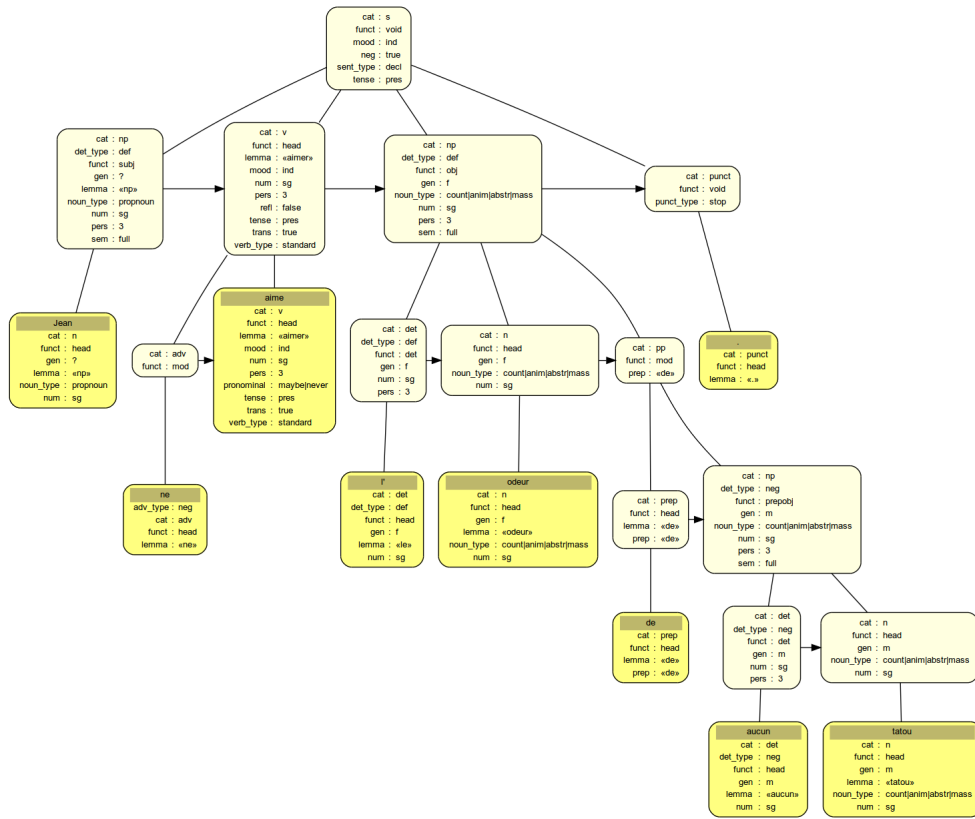 cat : s
funct : void
mood : ind
neg : true
sent_type : decl
tense : pres
cat : np
det_type : def
funct : subj
gen : ?
lemma : «np»
noun_type : propnoun
num : sg
pers : 3
sem : full
cat : v
funct : head
lemma : «aimer»
mood : ind
num : sg
pers : 3
refl : false
tense : pres
trans : true
verb_type : standard
cat : np
det_type : def
funct : obj
gen : f
noun_type : count|anim|abstr|mass
num : sg
pers : 3
sem : full
cat : punct
funct : void
punct_type : stop
Jean
cat : n
funct : head
gen : ?
lemma : «np»
noun_type : propnoun
num : sg
cat : adv
funct : mod
aime
cat : v
funct : head
lemma : «aimer»
mood : ind
num : sg
pers : 3
pronominal : maybe|never
tense : pres
trans : true
verb_type : standard
cat : det
det_type : def
funct : det
gen : f
num : sg
pers : 3
cat : n
funct : head
gen : f
noun_type : count|anim|abstr|mass
num : sg
cat : pp
funct : mod
prep : «de»
.
cat : punct
funct : head
lemma : «.»
ne
adv_type : neg
cat : adv
funct : head
lemma : «ne»
l'
cat : det
det_type : def
funct : head
gen : f
lemma : «le»
num : sg
odeur
cat : n
funct : head
gen : f
lemma : «odeur»
noun_type : count|anim|abstr|mass
num : sg
cat : prep
funct : head
lemma : «de»
prep : «de»
cat : np
det_type : neg
funct : prepobj
gen : m
noun_type : count|anim|abstr|mass
num : sg
pers : 3
sem : full
de
cat : prep
funct : head
lemma : «de»
prep : «de»
cat : det
det_type : neg
funct : det
gen : m
num : sg
pers : 3
cat : n
funct : head
gen : m
noun_type : count|anim|abstr|mass
num : sg
aucun
cat : det
det_type : neg
funct : head
gen : m
lemma : «aucun»
num : sg
tatou
cat : n
funct : head
gen : m
lemma : «tatou»
noun_type : count|anim|abstr|mass
num : sg